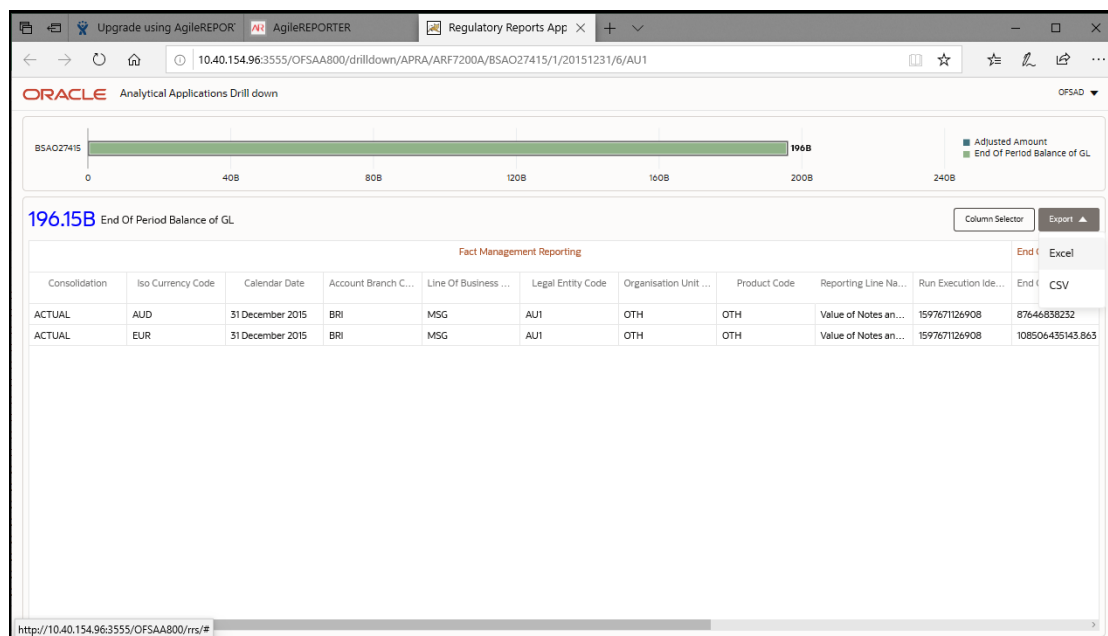 Upgrade using AgileREPOR AR AgileREPORTER Regulatory Reports App
10.40.154.96:3555/OFSAA800/drilldown/APRA/ARF7200A/BSAO27415/1/20151231/6/AU1
ORACLE Analytical Applications Drill down OFSAD
BSAO27415 196B
Adjusted Amount
End Of Period Balance of GL
0 40B 80B 120B 160B 200B 240B
196.15B End Of Period Balance of GL Column Selector Export
Fact Management Reporting End Excel
Consolidation Iso Currency Code Calendar Date Account Branch C... Line Of Business ... Legal Entity Code Organisation Unit ... Product Code Reporting Line Na... Run Execution Ide... End CSV
ACTUAL AUD 31 December 2015 BRI MSG AU1 OTH OTH Value of Notes an... 1597671126908 87646838232
ACTUAL EUR 31 December 2015 BRI MSG AU1 OTH OTH Value of Notes an... 1597671126908 108506435143.863
http://10.40.154.96:3555/OFSAA800/rrs/#